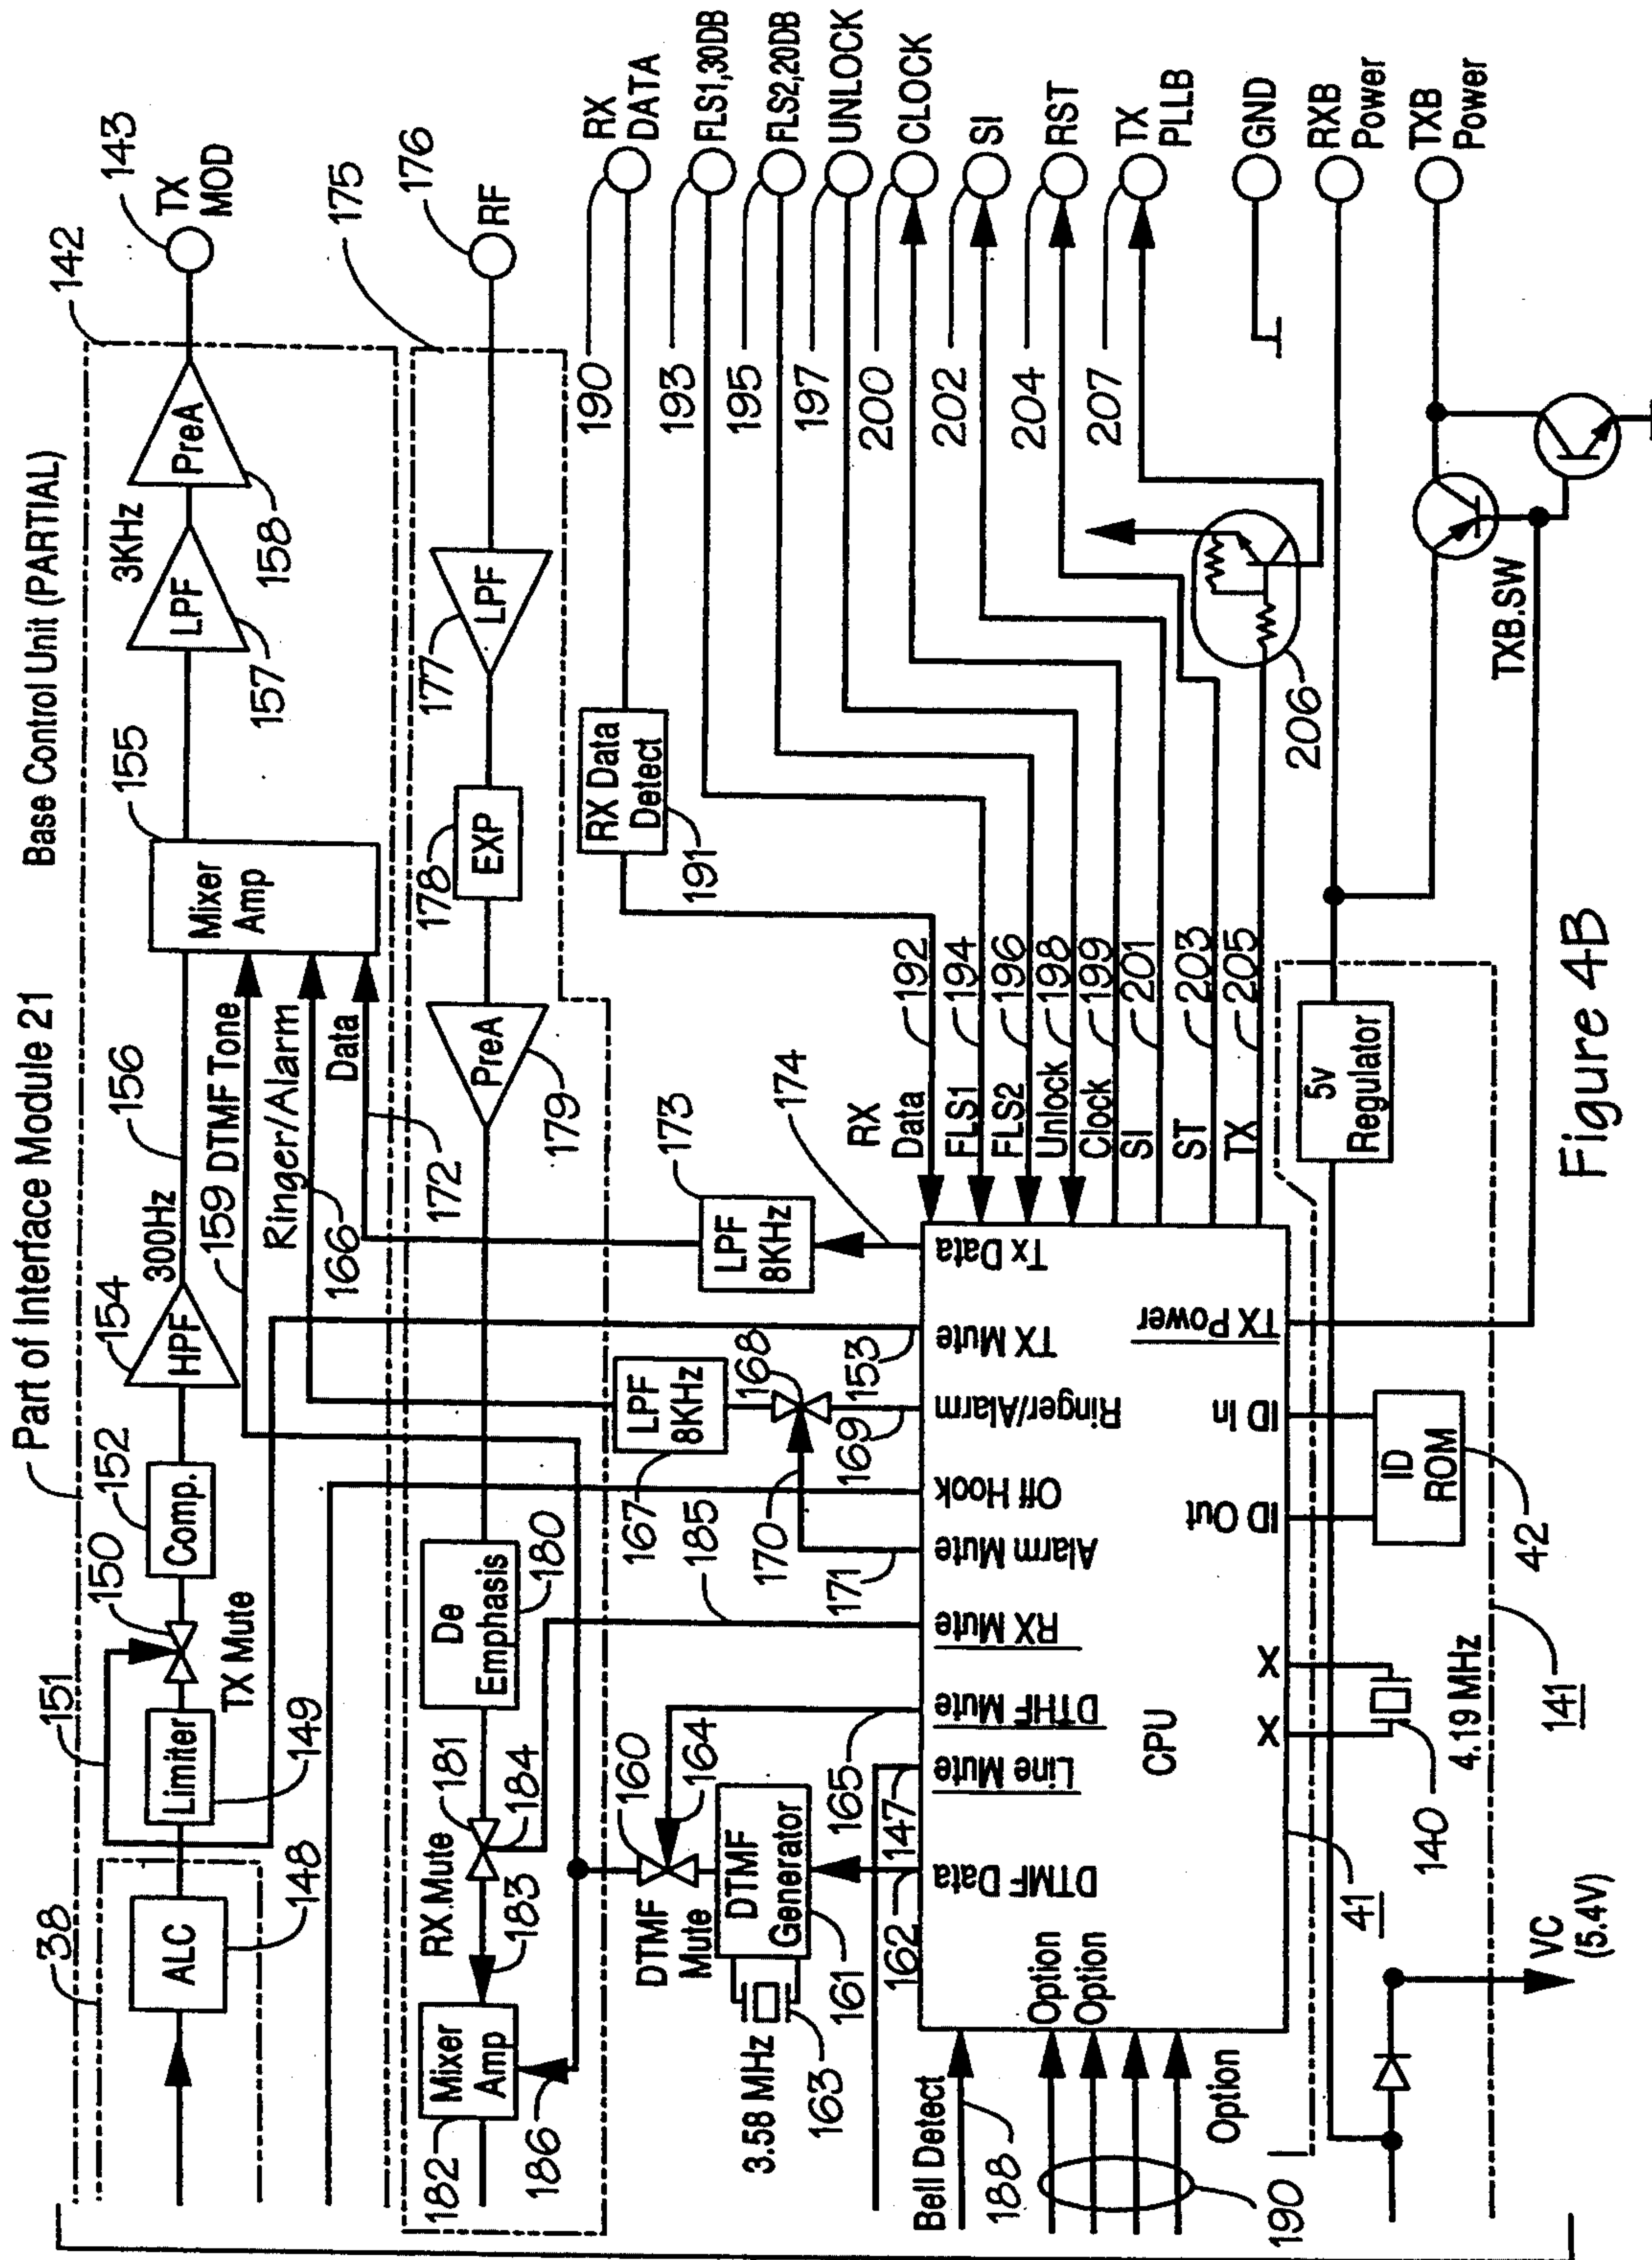 Part of Interface Module 21
Base Control Unit (PARTIAL)
142
143
TX
MOD
38
151
150
152
154
300Hz
156
155
3KHz
ALC
148
Limiter
149
TX Mute
Comp.
HPF
159 DTMF Tone
Ringer/Alarm
166
Data
172
Mixer
Amp
LPF
157
PreA
158
175
176
RF
182
Mixer
Amp
186
RX.Mute
183
181
184
De
Emphasis
180
PreA
179
178
EXP
177
LPF
DTMF
Mute
160
164
3.58 MHz
163
DTMF
Generator
161
162
147
165
185
171
170
167
LPF
8KHz
168
169
153
LPF
8KHz
173
174
RX Data
Detect
191
190
RX
DATA
193
FLS1,30DB
195
FLS2,20DB
197
UNLOCK
200
CLOCK
202
SI
204
RST
207
TX
PLLB
GND
RXB
Power
TXB
Power
Bell Detect
188
190
Option
Option
Option
DTMF Data
Line Mute
DTHF Mute
RX Mute
Alarm Mute
Off Hook
Ringer/Alarm
TX Mute
Tx Data
RX
Data
192
FLS1
194
FLS2
196
Unlock
198
Clock
199
SI
201
ST
203
TX
205
206
CPU
41
X
X
ID Out
ID In
TX Power
140
4.19 MHz
141
ID
ROM
42
5v
Regulator
TXB.SW
VC
(5.4V)
Figure 4B